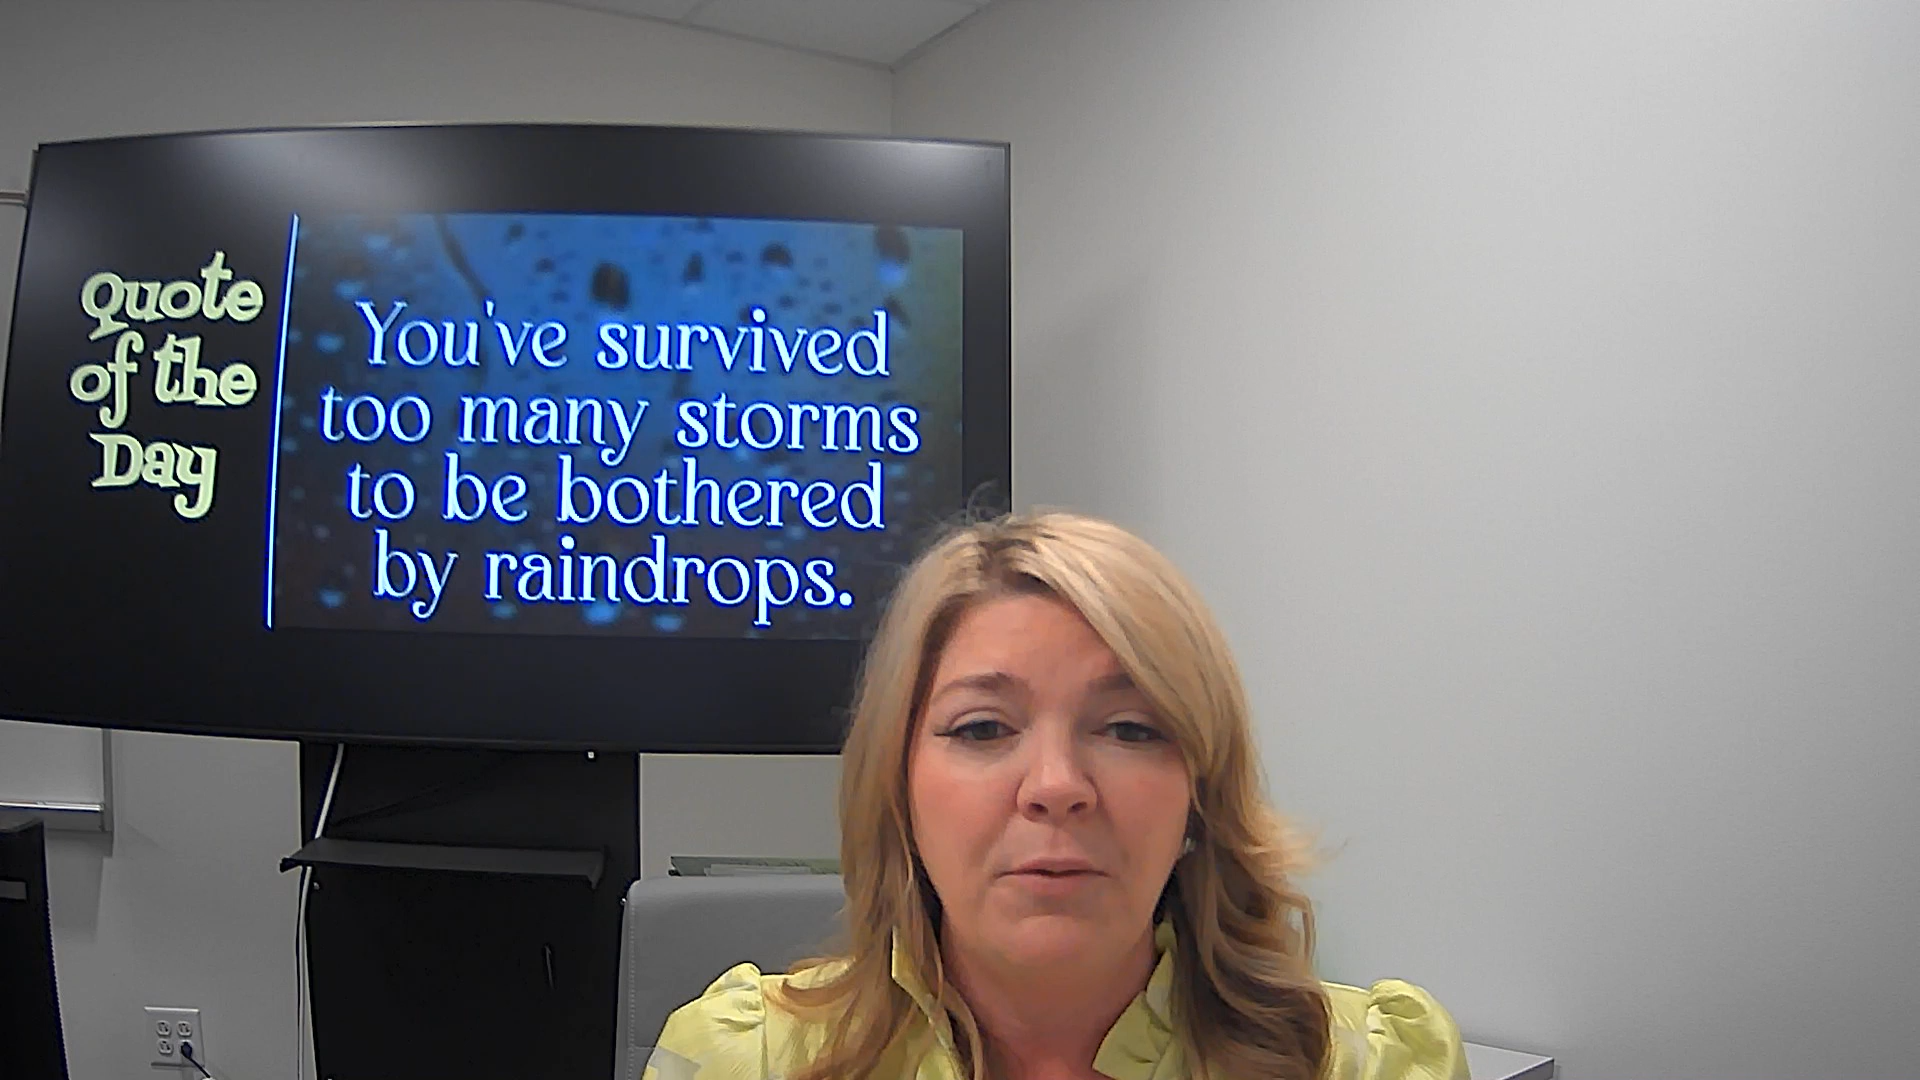 Quote
of the
Day
You've survived
too many storms
to be bothered
by raindrops.